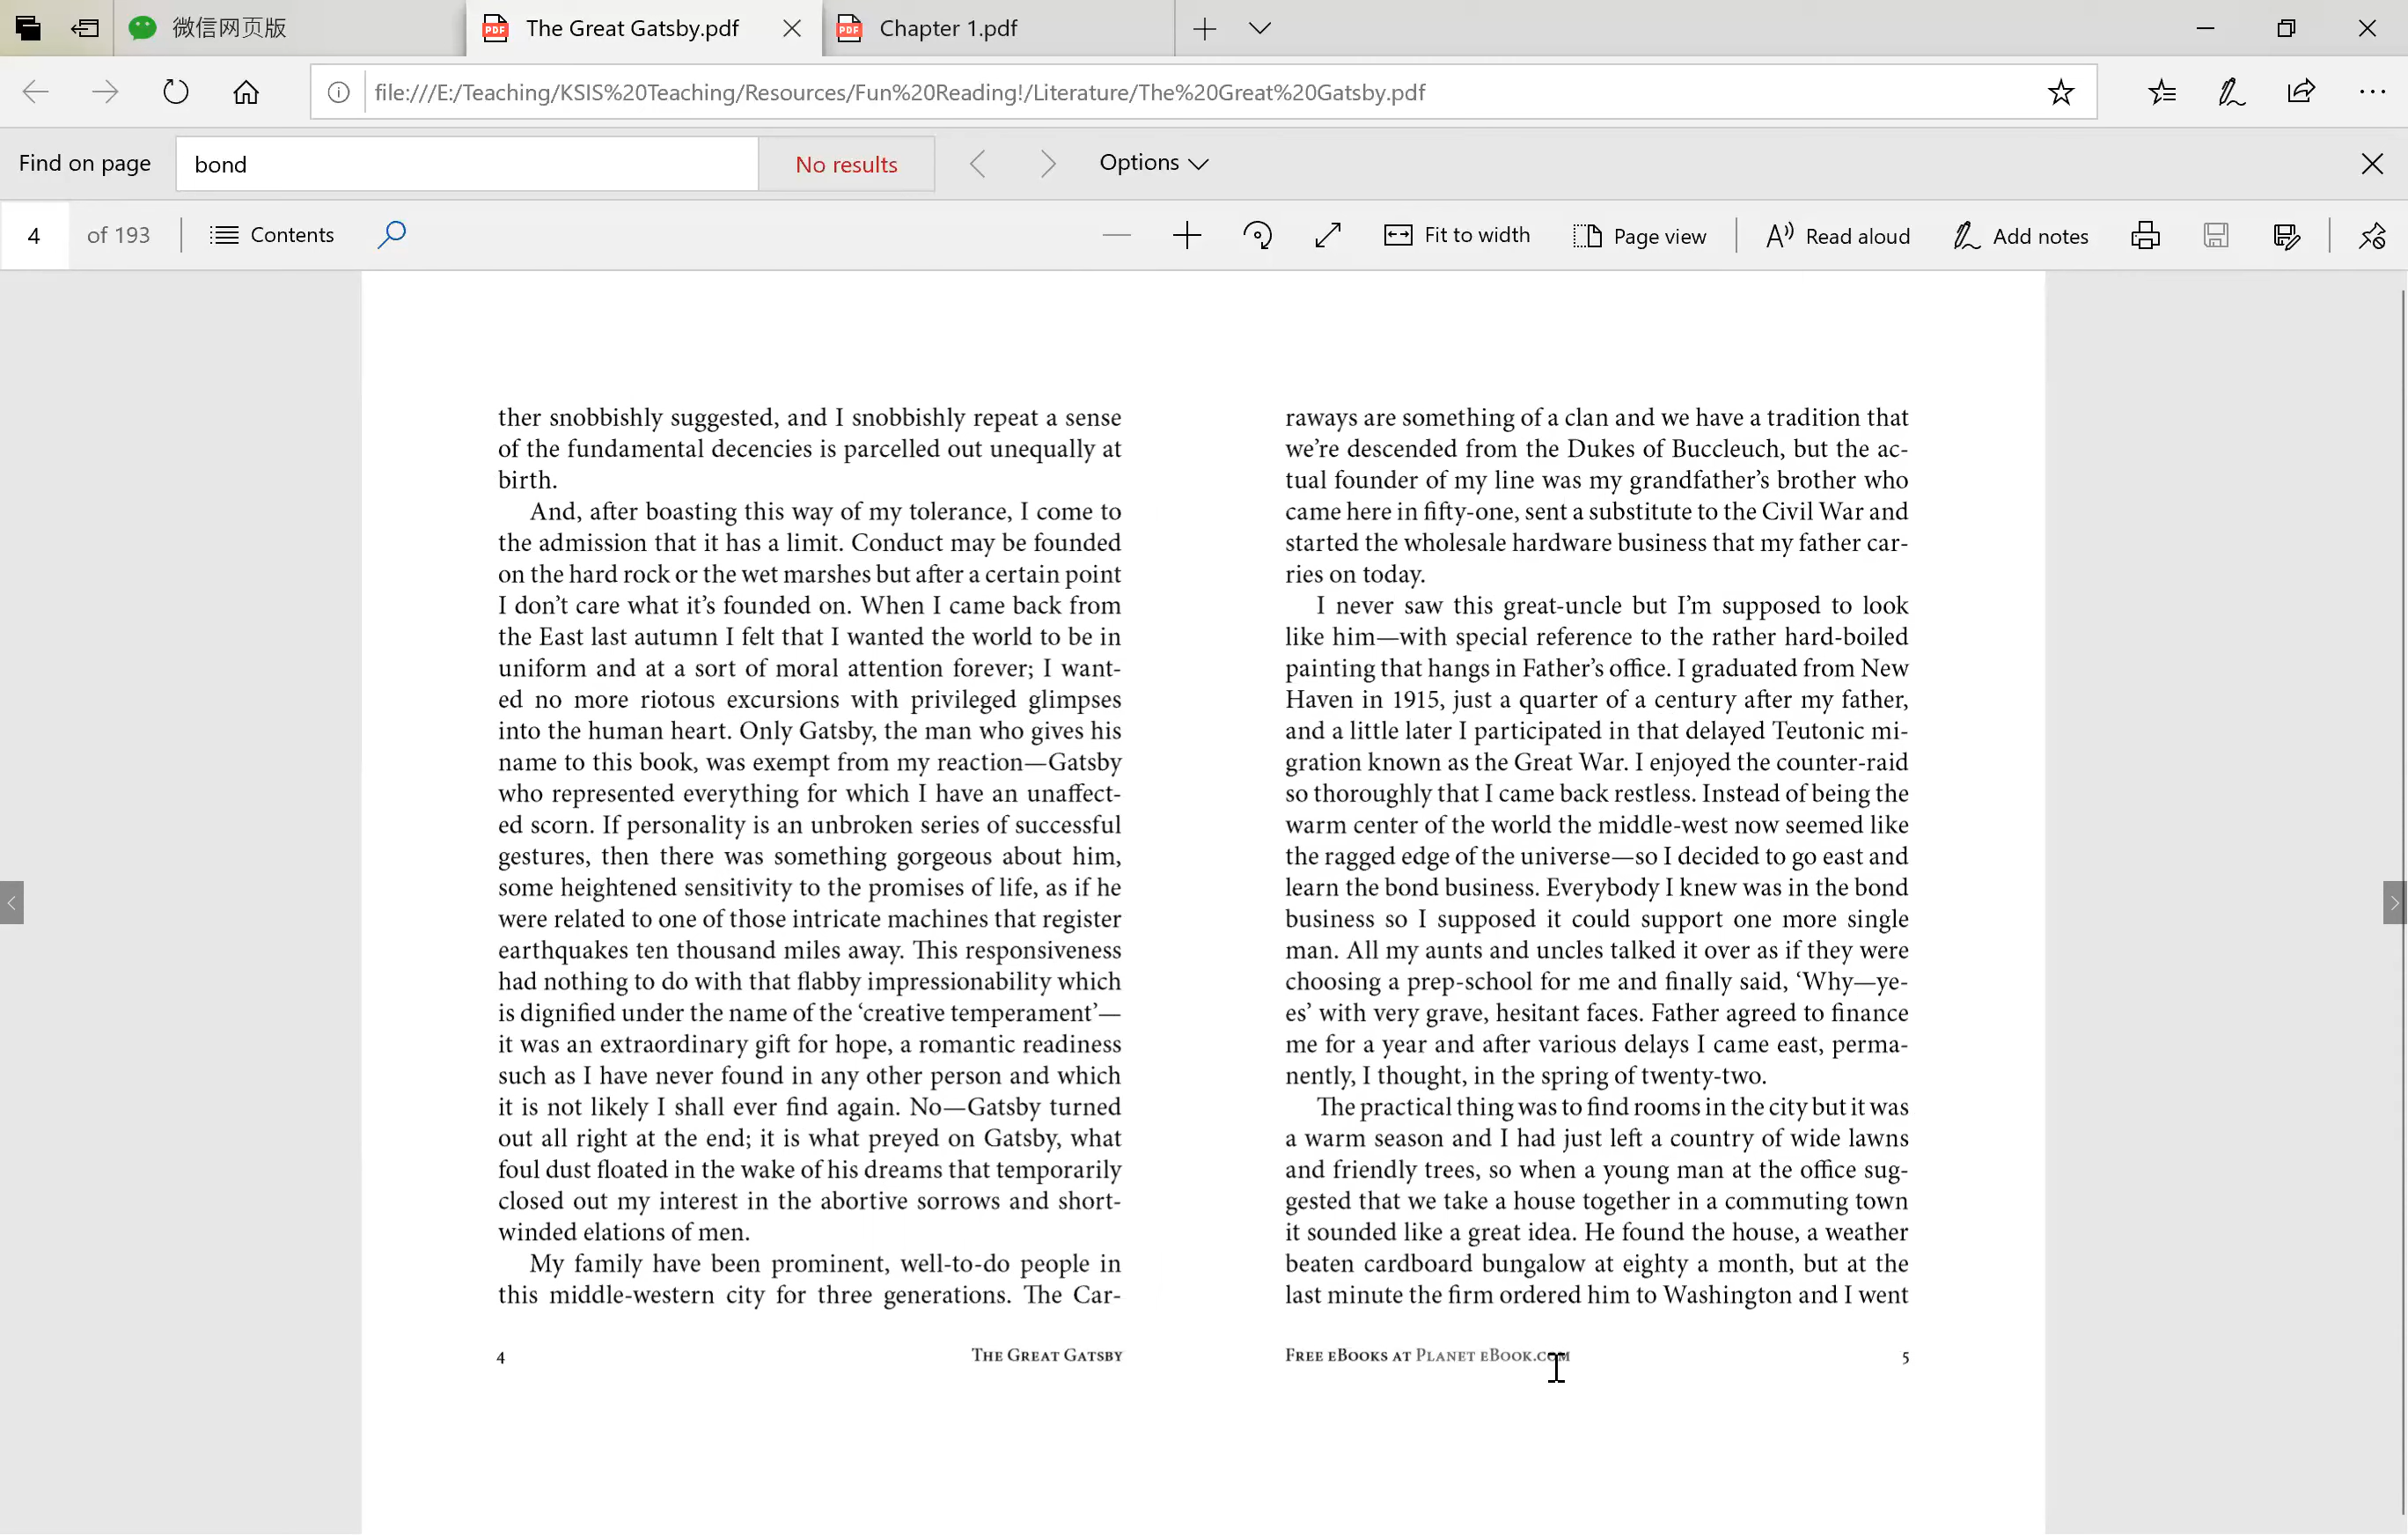 微信网页版
The Great Gatsby.pdf
Chapter 1.pdf
file:///E:/Teaching/KSIS%20Teaching/Resources/Fun%20Reading!/Literature/The%20Great%20Gatsby.pdf
Find on page
bond
No results
Options
4
of 193
Contents
Fit to width
Page view
Read aloud
Add notes
ther snobbishly suggested, and I snobbishly repeat a sense
of the fundamental decencies is parcelled out unequally at
birth.
And, after boasting this way of my tolerance, I come to
the admission that it has a limit. Conduct may be founded
on the hard rock or the wet marshes but after a certain point
I don’t care what it’s founded on. When I came back from
the East last autumn I felt that I wanted the world to be in
uniform and at a sort of moral attention forever; I want-
ed no more riotous excursions with privileged glimpses
into the human heart. Only Gatsby, the man who gives his
name to this book, was exempt from my reaction—Gatsby
who represented everything for which I have an unaffect-
ed scorn. If personality is an unbroken series of successful
gestures, then there was something gorgeous about him,
some heightened sensitivity to the promises of life, as if he
were related to one of those intricate machines that register
earthquakes ten thousand miles away. This responsiveness
had nothing to do with that flabby impressionability which
is dignified under the name of the ‘creative temperament’—
it was an extraordinary gift for hope, a romantic readiness
such as I have never found in any other person and which
it is not likely I shall ever find again. No—Gatsby turned
out all right at the end; it is what preyed on Gatsby, what
foul dust floated in the wake of his dreams that temporarily
closed out my interest in the abortive sorrows and short-
winded elations of men.
My family have been prominent, well-to-do people in
this middle-western city for three generations. The Car-
4
The Great Gatsby
raways are something of a clan and we have a tradition that
we’re descended from the Dukes of Buccleuch, but the ac-
tual founder of my line was my grandfather’s brother who
came here in fifty-one, sent a substitute to the Civil War and
started the wholesale hardware business that my father car-
ries on today.
I never saw this great-uncle but I’m supposed to look
like him—with special reference to the rather hard-boiled
painting that hangs in Father’s office. I graduated from New
Haven in 1915, just a quarter of a century after my father,
and a little later I participated in that delayed Teutonic mi-
gration known as the Great War. I enjoyed the counter-raid
so thoroughly that I came back restless. Instead of being the
warm center of the world the middle-west now seemed like
the ragged edge of the universe—so I decided to go east and
learn the bond business. Everybody I knew was in the bond
business so I supposed it could support one more single
man. All my aunts and uncles talked it over as if they were
choosing a prep-school for me and finally said, ‘Why—ye-
es’ with very grave, hesitant faces. Father agreed to finance
me for a year and after various delays I came east, perma-
nently, I thought, in the spring of twenty-two.
The practical thing was to find rooms in the city but it was
a warm season and I had just left a country of wide lawns
and friendly trees, so when a young man at the office sug-
gested that we take a house together in a commuting town
it sounded like a great idea. He found the house, a weather
beaten cardboard bungalow at eighty a month, but at the
last minute the firm ordered him to Washington and I went
Free eBooks at Planet eBook.com
5